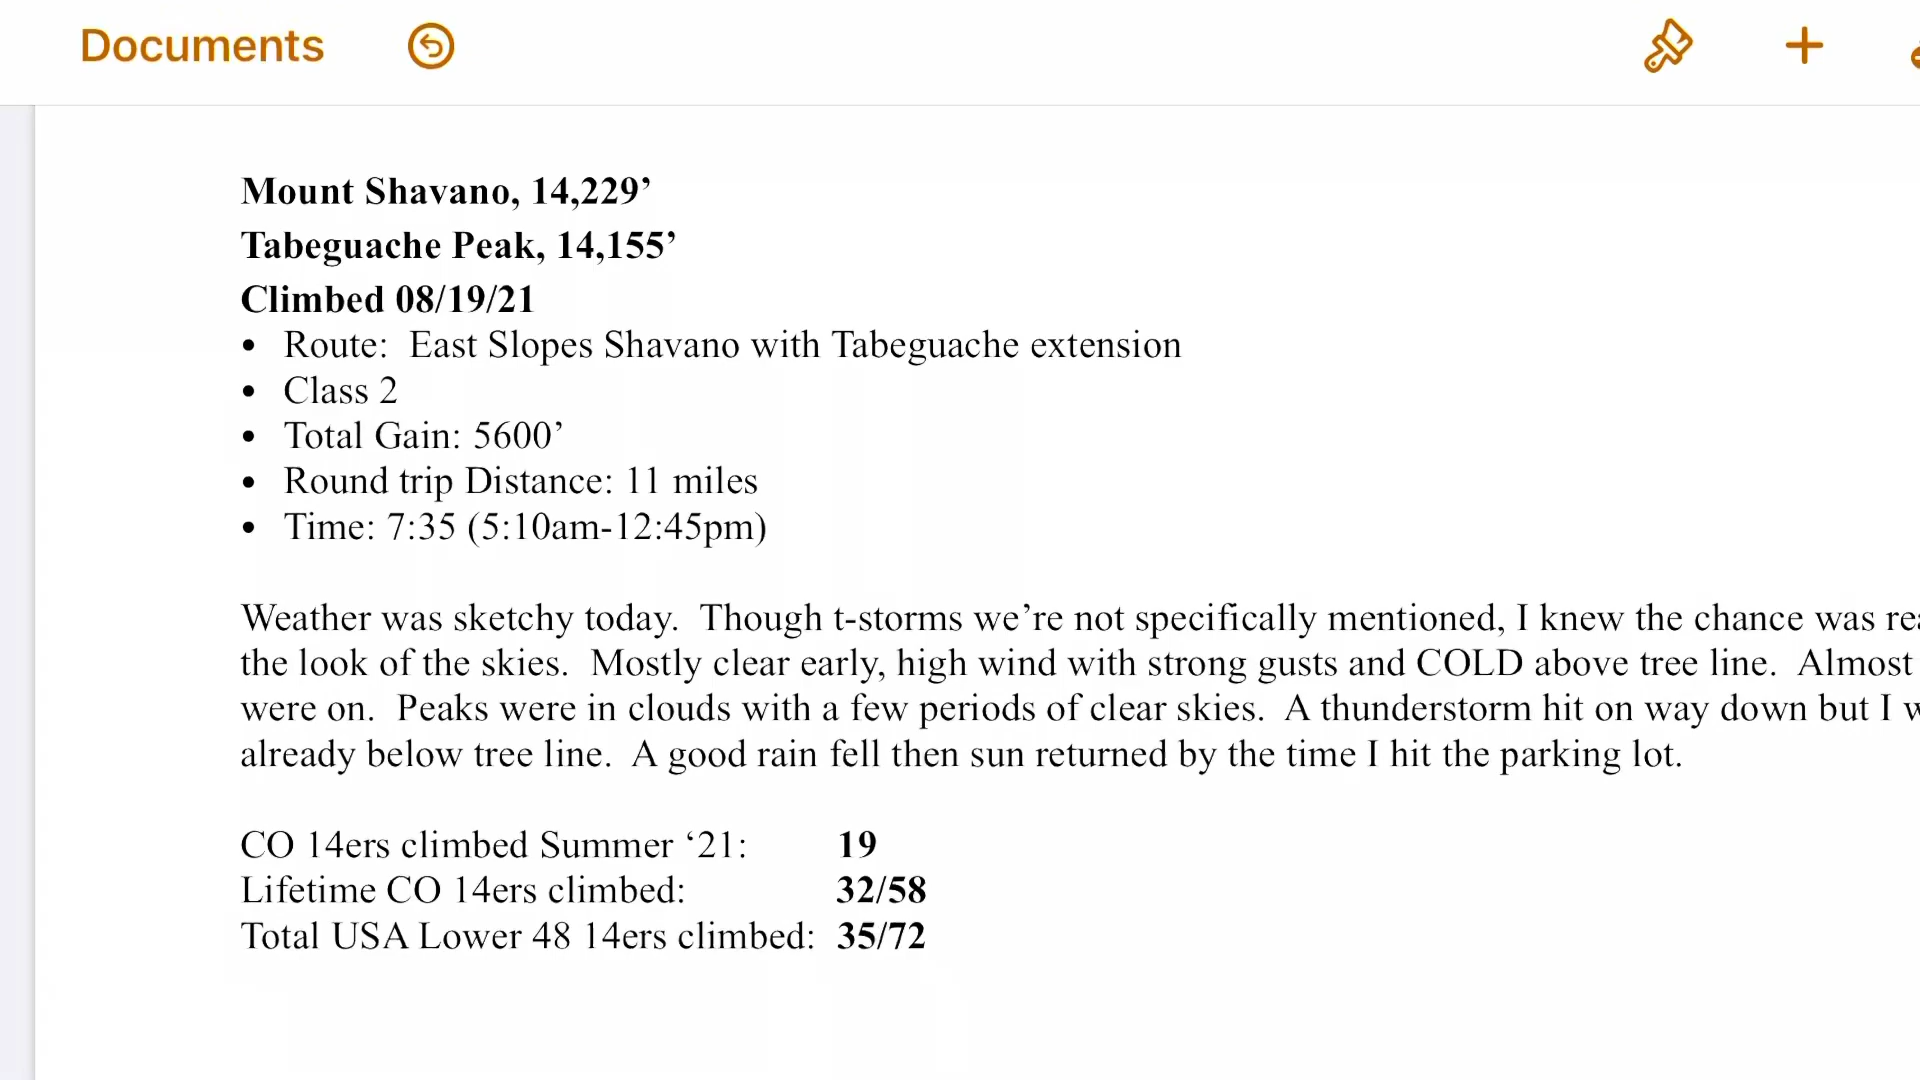 Documents
Mount Shavano, 14,229’
Tabeguache Peak, 14,155’
Climbed 08/19/21
• Route:  East Slopes Shavano with Tabeguache extension
• Class 2
• Total Gain: 5600’
• Round trip Distance: 11 miles
• Time: 7:35 (5:10am-12:45pm)
Weather was sketchy today.  Though t-storms we’re not specifically mentioned, I knew the chance was
the look of the skies.  Mostly clear early, high wind with strong gusts and COLD above tree line.  Almost
were on.  Peaks were in clouds with a few periods of clear skies.  A thunderstorm hit on way down but I
already below tree line.  A good rain fell then sun returned by the time I hit the parking lot.
CO 14ers climbed Summer ‘21: 19
Lifetime CO 14ers climbed: 32/58
Total USA Lower 48 14ers climbed: 35/72